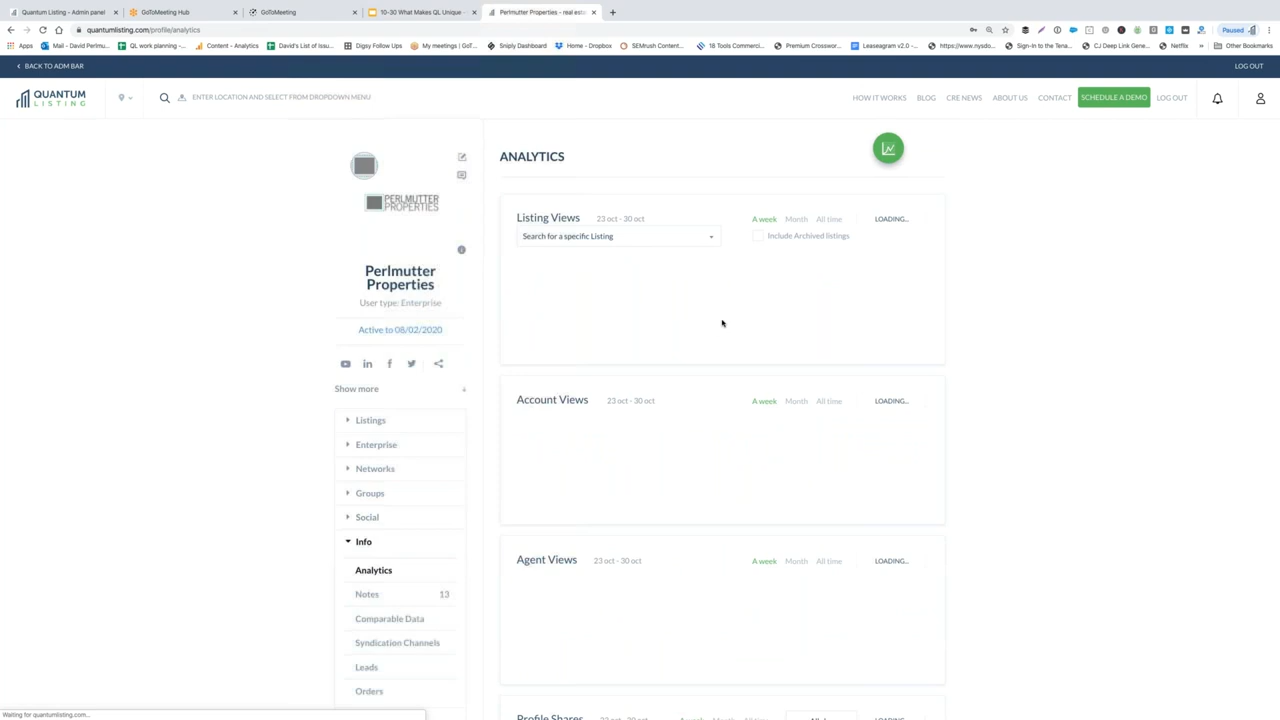 Quantum Listing - Admin panel
GoToMeeting Hub
GoToMeeting
10-30 What Makes QL Unique -
Perlmutter Properties - real esta
quantumlisting.com/profile/analytics
Paused
Apps
Mail - David Perlmu...
QL work planning -...
Content - Analytics
David's List of Issu...
Digsy Follow Ups
My meetings | GoT...
Sniply Dashboard
Home - Dropbox
SEMrush Content...
18 Tools Commerci...
Premium Crosswor...
Leaseagram v2.0 -...
https://www.nysdo...
Sign-In to the Tena...
CJ Deep Link Gene...
Netflix
»
Other Bookmarks
BACK TO ADM BAR
LOG OUT
QUANTUM
LISTING
ENTER LOCATION AND SELECT FROM DROPDOWN MENU
HOW IT WORKS
BLOG
CRE NEWS
ABOUT US
CONTACT
SCHEDULE A DEMO
LOG OUT
PERLMUTTER
PROPERTIES
Perlmutter
Properties
User type: Enterprise
Active to 08/02/2020
Show more
Listings
Enterprise
Networks
Groups
Social
Info
Analytics
Notes 13
Comparable Data
Syndication Channels
Leads
Orders
ANALYTICS
Listing Views 23 oct - 30 oct
A week Month All time LOADING...
Search for a specific Listing
Include Archived listings
Account Views 23 oct - 30 oct
A week Month All time LOADING...
Agent Views 23 oct - 30 oct
A week Month All time LOADING...
Profile Shares
Waiting for quantumlisting.com...